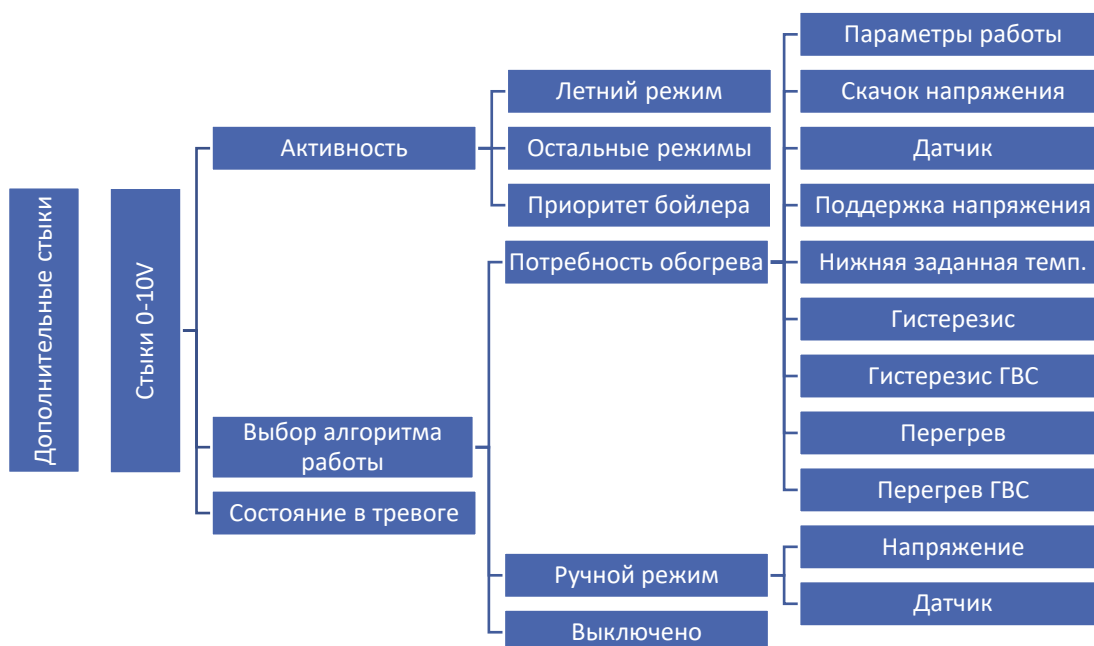 Дополнительные стыки
Стыки 0-10V
Активность
Летний режим
Остальные режимы
Приоритет бойлера
Выбор алгоритма
работы
Потребность обогрева
Параметры работы
Скачок напряжения
Датчик
Поддержка напряжения
Нижняя заданная темп.
Гистерезис
Гистерезис ГВС
Перегрев
Перегрев ГВС
Ручной режим
Напряжение
Датчик
Выключено
Состояние в тревоге